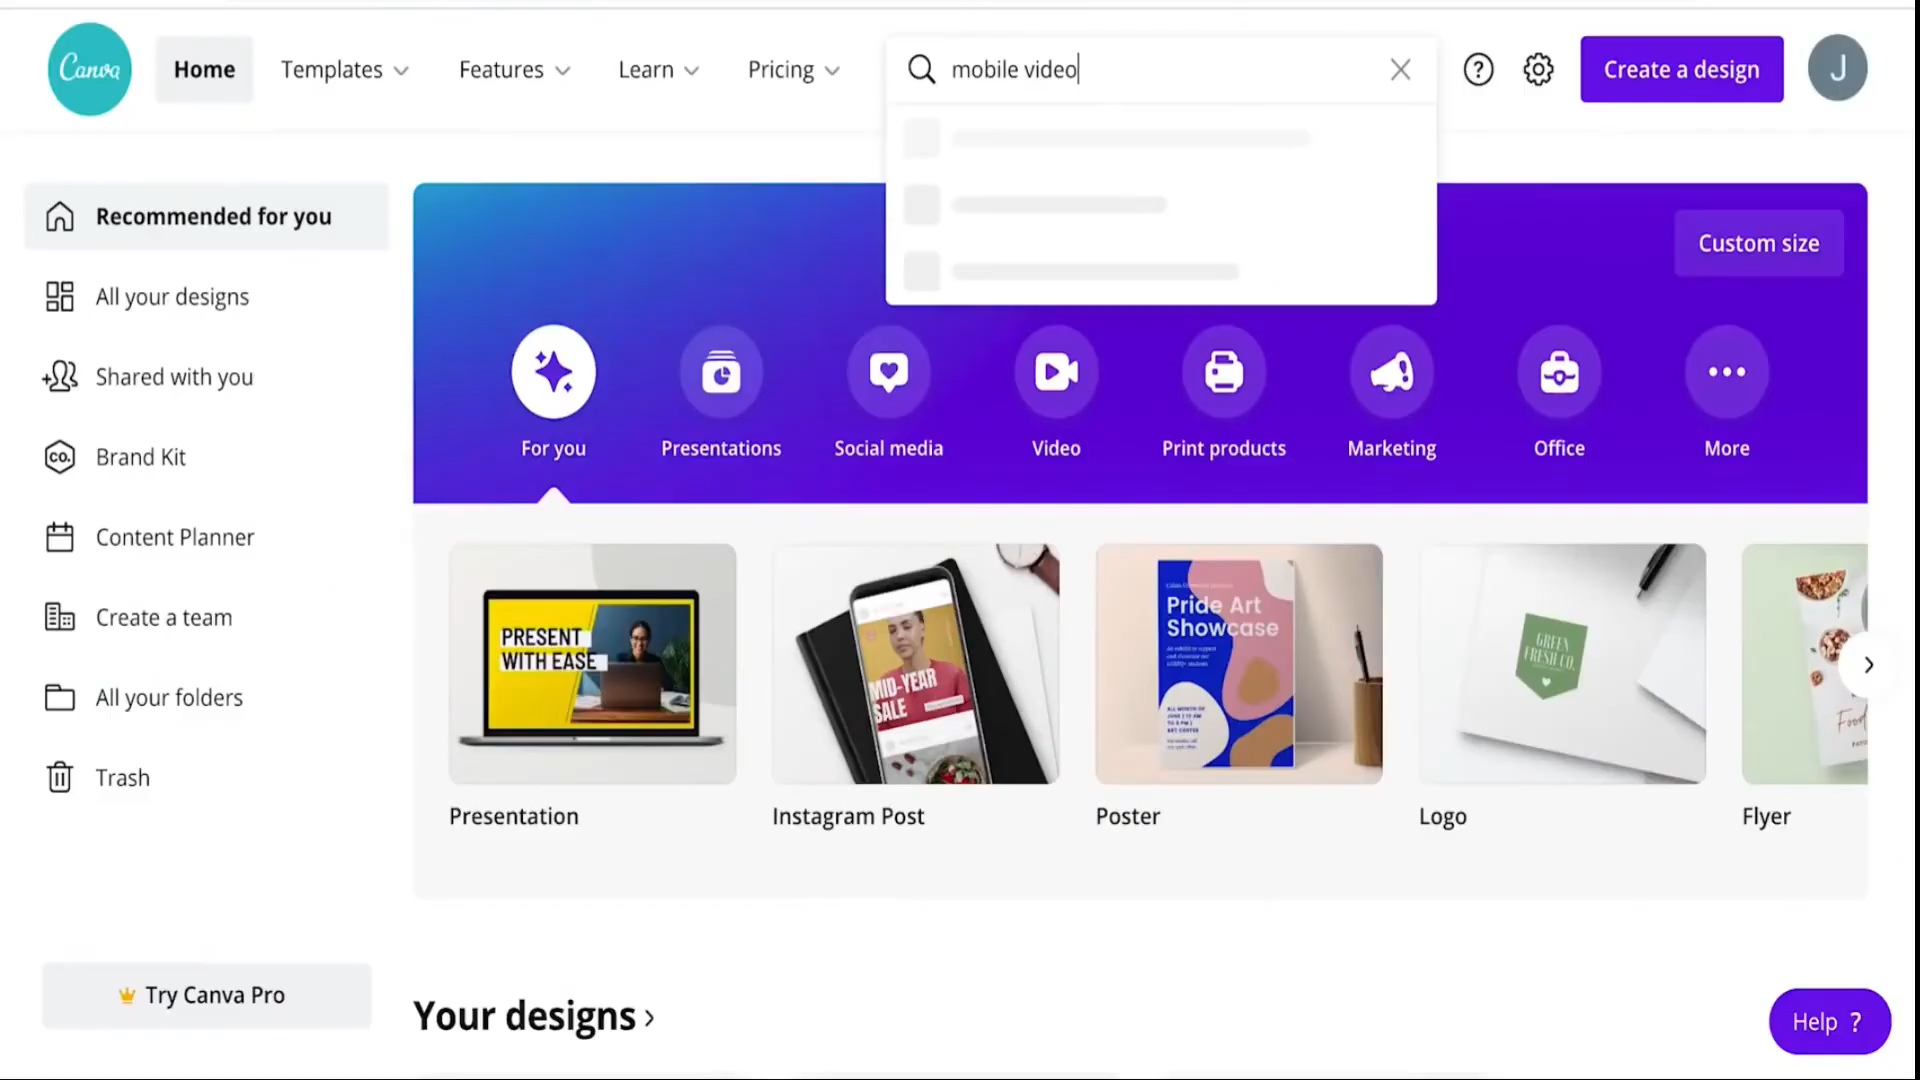 Canva
Home
Templates
Features
Learn
Pricing
mobile video
Create a design
J
Recommended for you
All your designs
Shared with you
CO.
Brand Kit
Content Planner
Create a team
All your folders
Trash
Try Canva Pro
Custom size
For you
Presentations
Social media
Video
Print products
Marketing
Office
More
PRESENT
WITH EASE
MID-YEAR
SALE
Pride Art
Showcase
GREEN
FRESH CO.
Food
Presentation
Instagram Post
Poster
Logo
Flyer
Your designs
Help ?